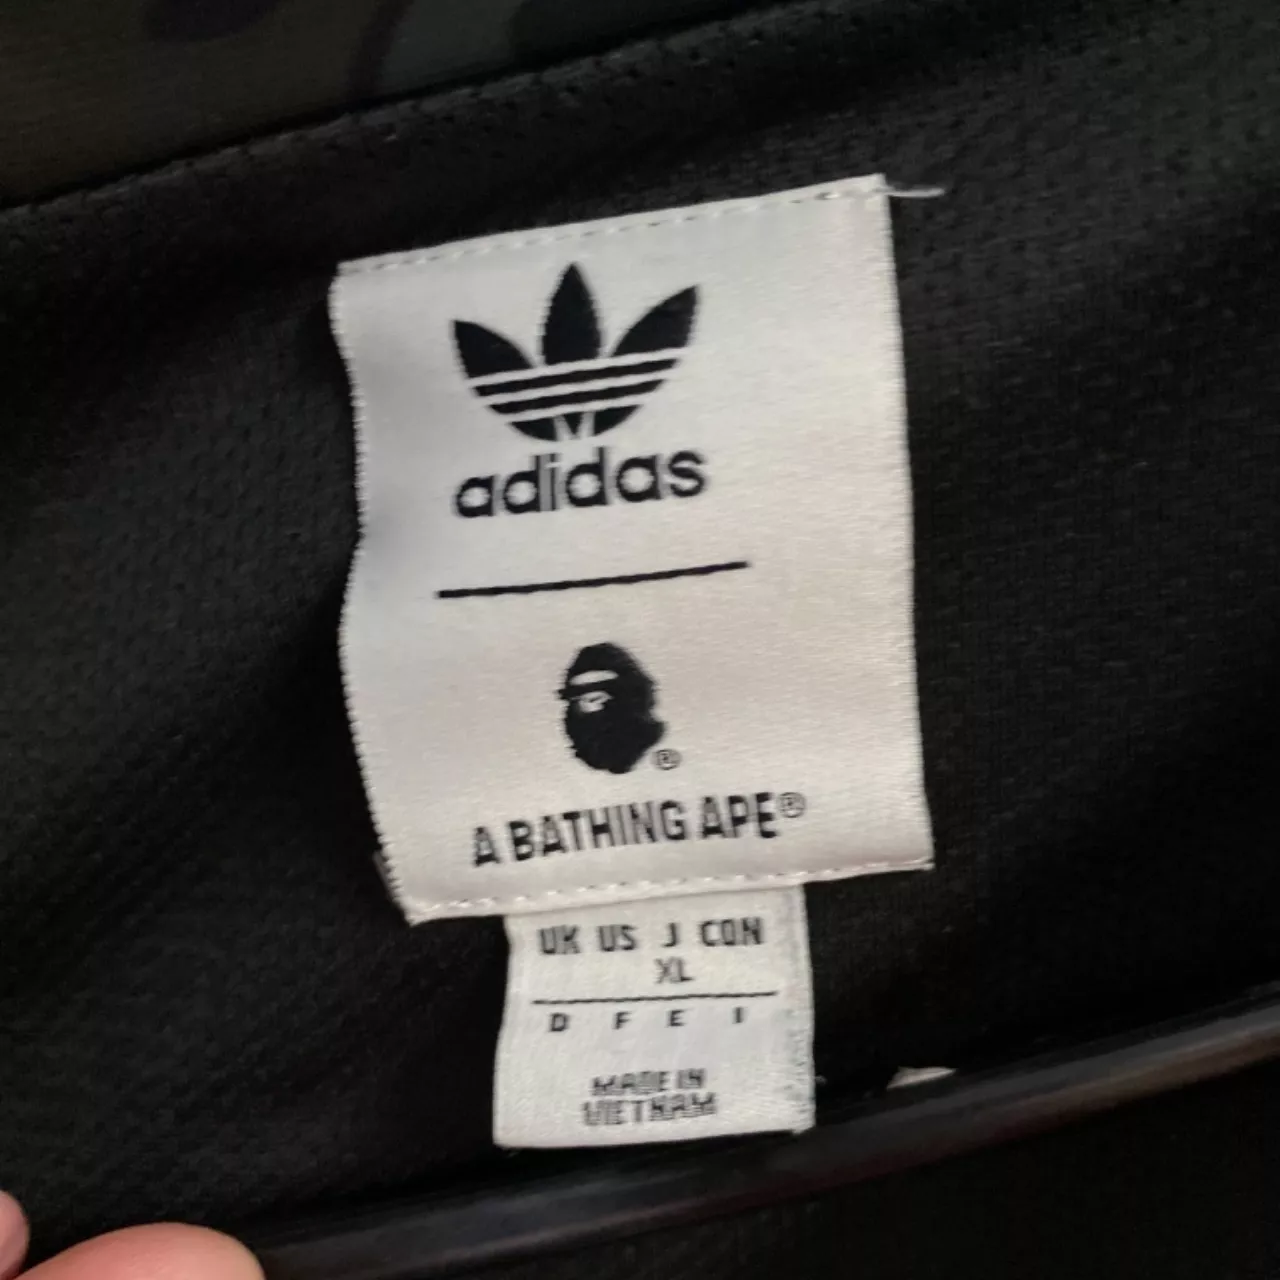 adidas
®
A BATHING APE®
UK US J CON
XL
D F E I
MADE IN
VIETNAM